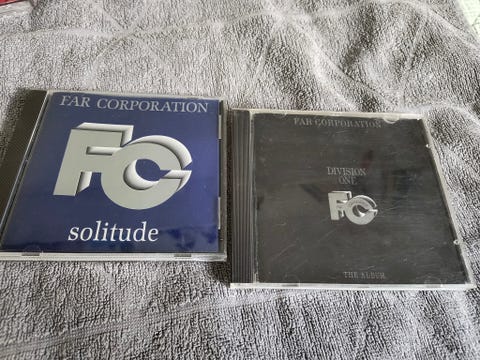 FAR CORPORATION
FC
solitude
FAR CORPORATION
DIVISION
ONE
FC
THE ALBUM